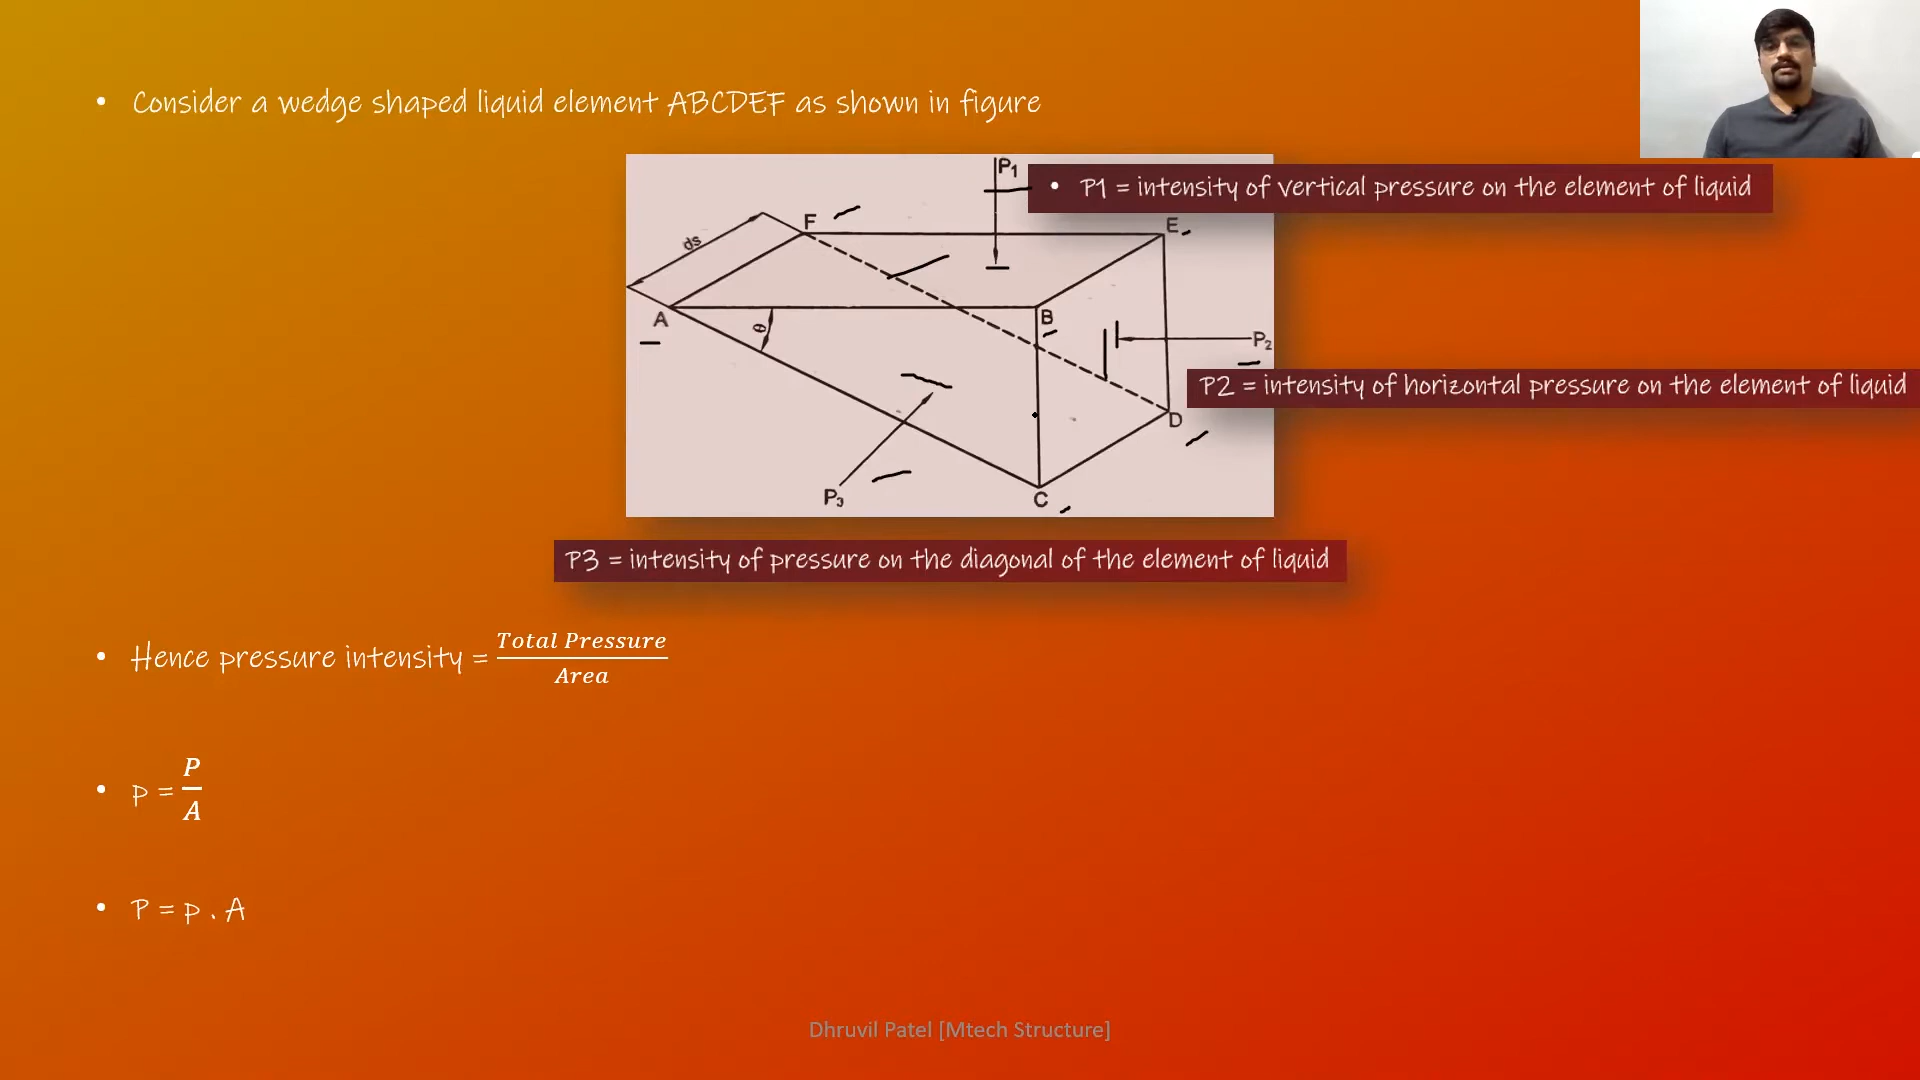 • Consider a wedge shaped liquid element ABCDEF as shown in figure
P₁
• P1 = intensity of vertical pressure on the element of liquid
F
E
ds
A
B
θ
P₂
P2 = intensity of horizontal pressure on the element of liquid
D
P₃
C
P3 = intensity of pressure on the diagonal of the element of liquid
• Hence pressure intensity = Total Pressure / Area
• p = P / A
• P = p . A
Dhruvil Patel [Mtech Structure]